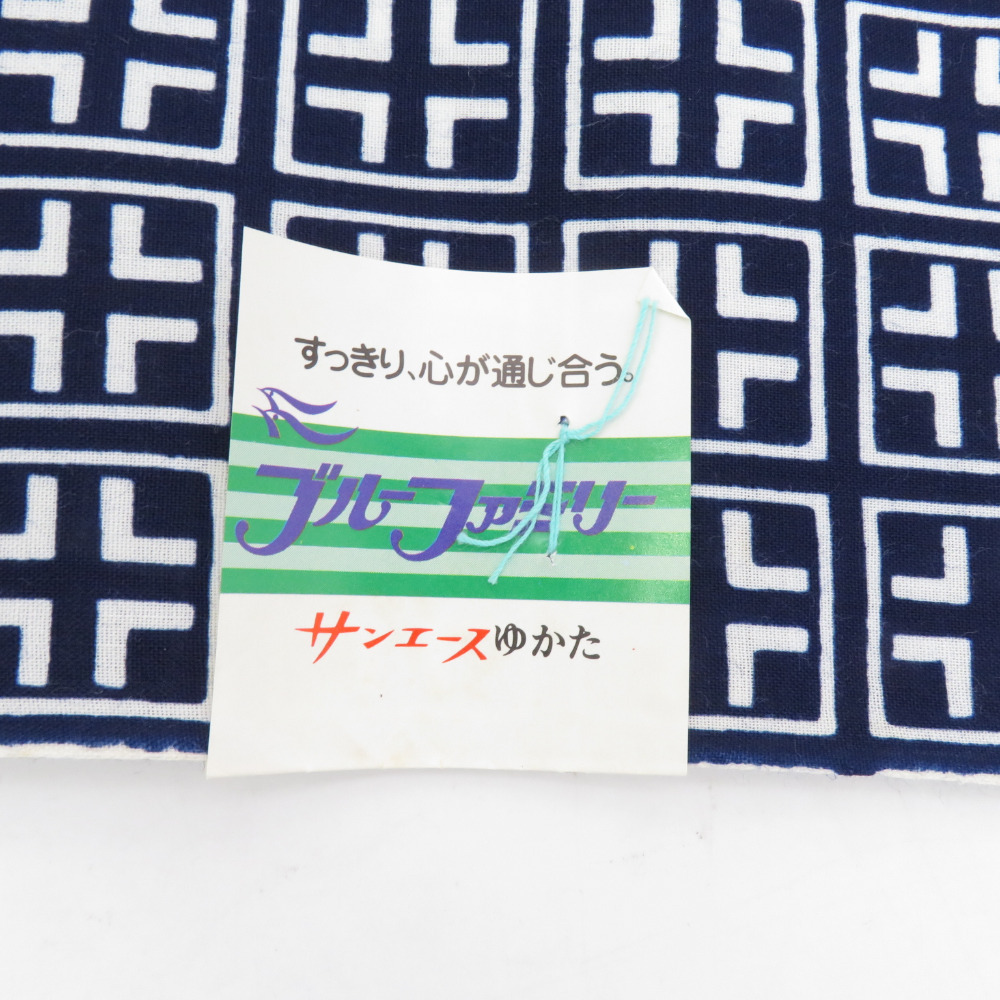 すっきり、心が通じ合う。
ブルーファミリー
サンエースゆかた